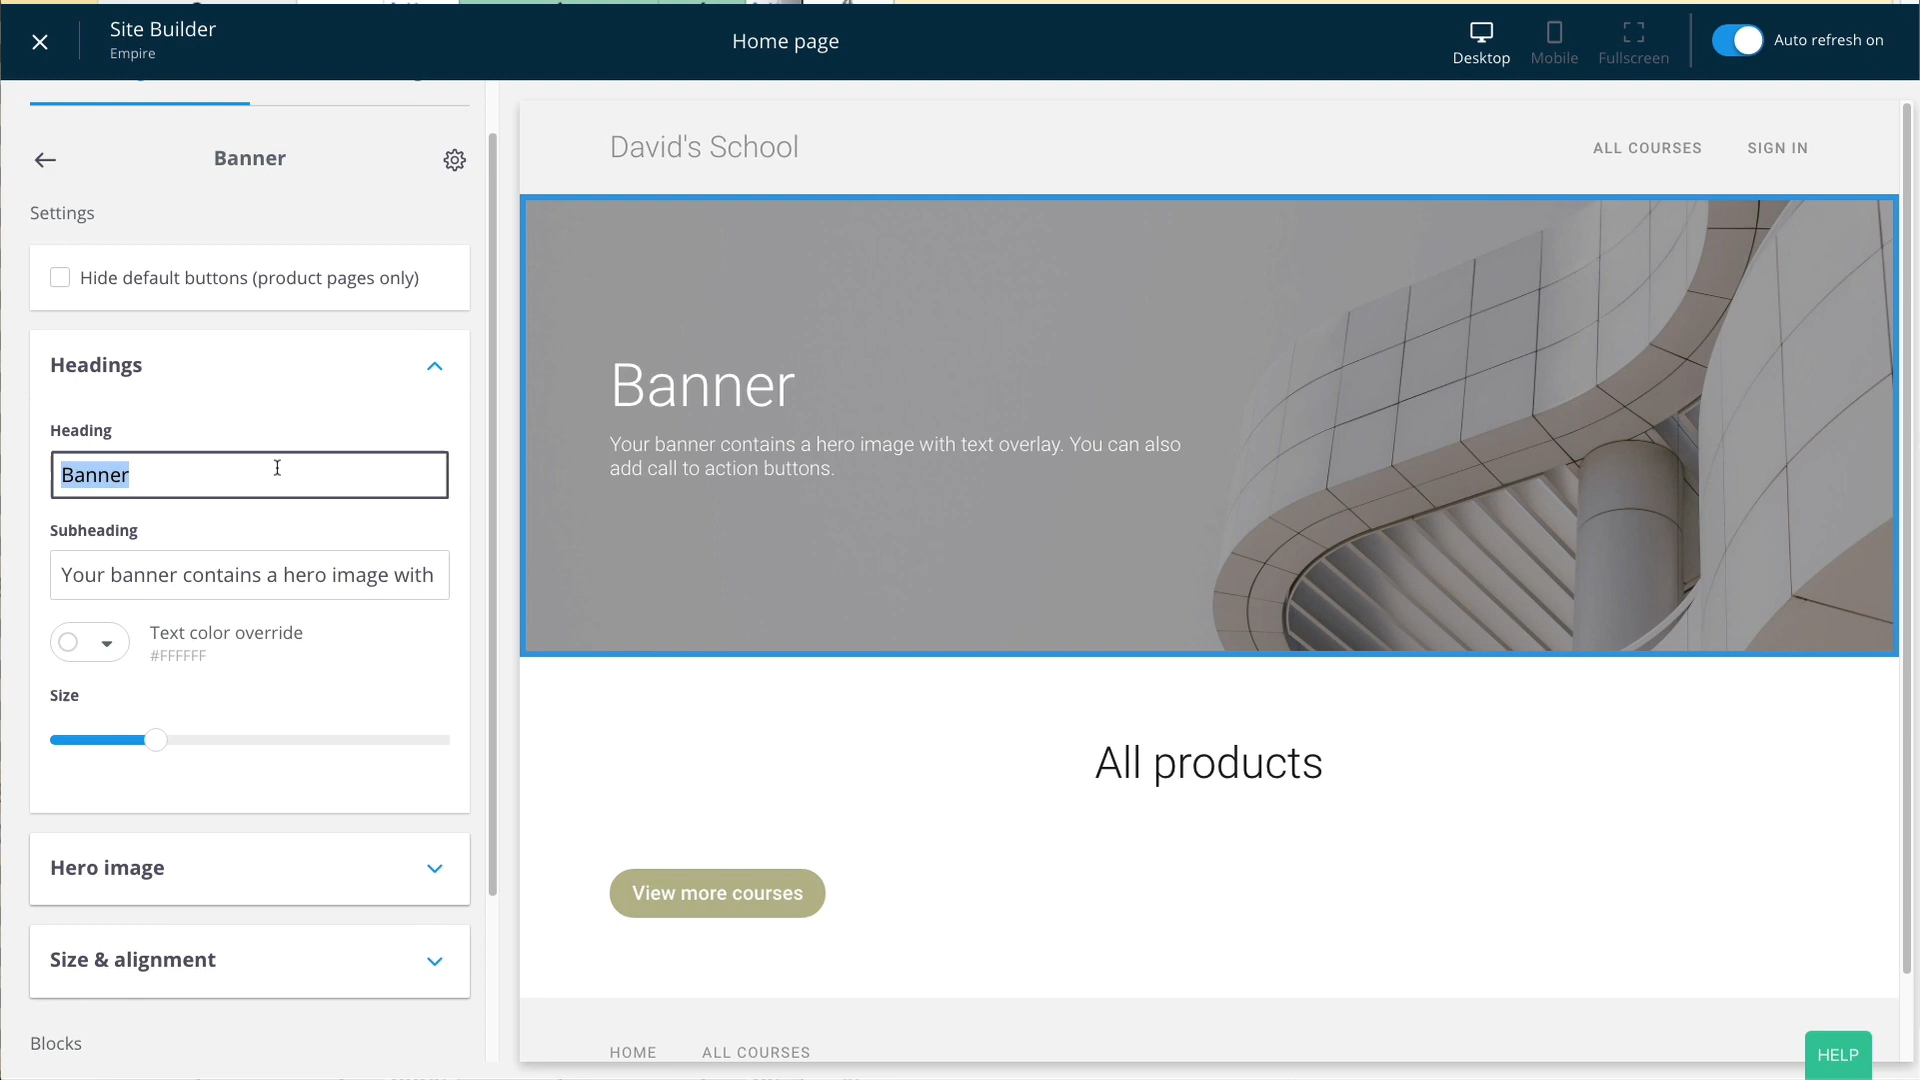 Site Builder
Empire
Home page
Desktop
Mobile
Fullscreen
Auto refresh on
Banner
Settings
Hide default buttons (product pages only)
Headings
Heading
Banner
Subheading
Your banner contains a hero image with
Text color override
#FFFFFF
Size
Hero image
Size & alignment
Blocks
David's School
ALL COURSES
SIGN IN
Banner
Your banner contains a hero image with text overlay. You can also
add call to action buttons.
All products
View more courses
HOME
ALL COURSES
HELP